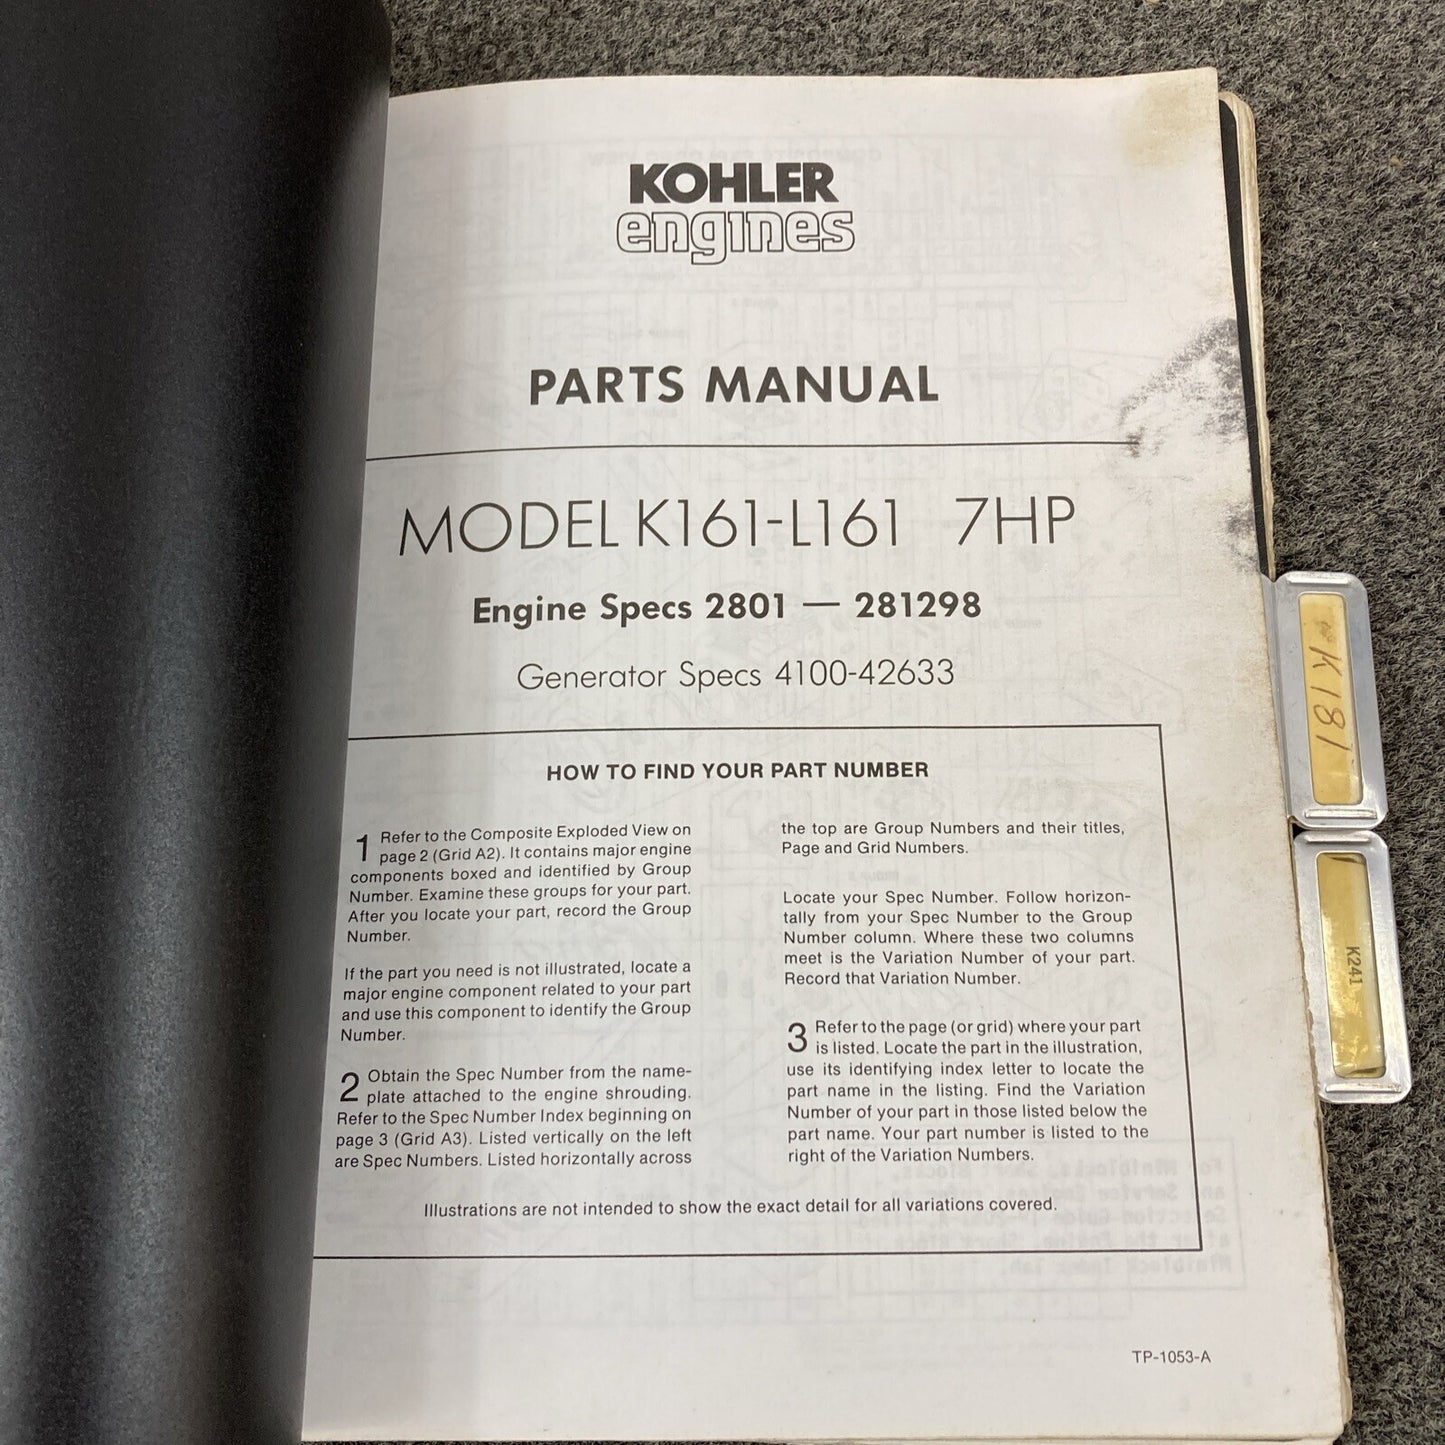 KOHLER
engines
PARTS MANUAL
MODEL K161-L161 7HP
Engine Specs 2801 — 281298
Generator Specs 4100-42633
HOW TO FIND YOUR PART NUMBER
1 Refer to the Composite Exploded View on
page 2 (Grid A2). It contains major engine
components boxed and identified by Group
Number. Examine these groups for your part.
After you locate your part, record the Group
Number.
If the part you need is not illustrated, locate a
major engine component related to your part
and use this component to identify the Group
Number.
2 Obtain the Spec Number from the name-
plate attached to the engine shrouding.
Refer to the Spec Number Index beginning on
page 3 (Grid A3). Listed vertically on the left
are Spec Numbers. Listed horizontally across
the top are Group Numbers and their titles,
Page and Grid Numbers.
Locate your Spec Number. Follow horizon-
tally from your Spec Number to the Group
Number column. Where these two columns
meet is the Variation Number of your part.
Record that Variation Number.
3 Refer to the page (or grid) where your part
is listed. Locate the part in the illustration,
use its identifying index letter to locate the
part name in the listing. Find the Variation
Number of your part in those listed below the
part name. Your part number is listed to the
right of the Variation Numbers.
Illustrations are not intended to show the exact detail for all variations covered.
TP-1053-A
K181
K241